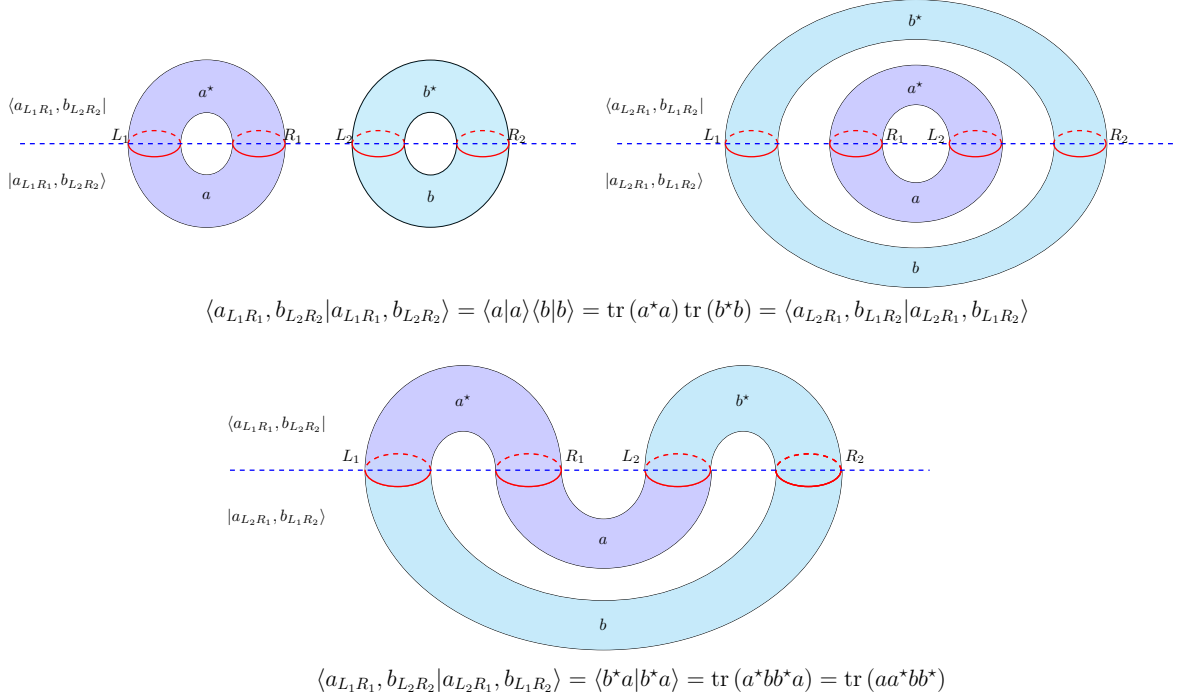 a⋆
b⋆
⟨a_{L_1R_1}, b_{L_2R_2}|
L_1
R_1
L_2
R_2
|a_{L_1R_1}, b_{L_2R_2}⟩
a
b
b⋆
a⋆
⟨a_{L_2R_1}, b_{L_1R_2}|
L_1
R_1
L_2
R_2
|a_{L_2R_1}, b_{L_1R_2}⟩
a
b
⟨a_{L_1R_1}, b_{L_2R_2}|a_{L_1R_1}, b_{L_2R_2}⟩ = ⟨a|a⟩⟨b|b⟩ = tr (a⋆a) tr (b⋆b) = ⟨a_{L_2R_1}, b_{L_1R_2}|a_{L_2R_1}, b_{L_1R_2}⟩
a⋆
b⋆
⟨a_{L_1R_1}, b_{L_2R_2}|
L_1
R_1
L_2
R_2
|a_{L_2R_1}, b_{L_1R_2}⟩
a
b
⟨a_{L_1R_1}, b_{L_2R_2}|a_{L_2R_1}, b_{L_1R_2}⟩ = ⟨b⋆a|b⋆a⟩ = tr (a⋆bb⋆a) = tr (aa⋆bb⋆)